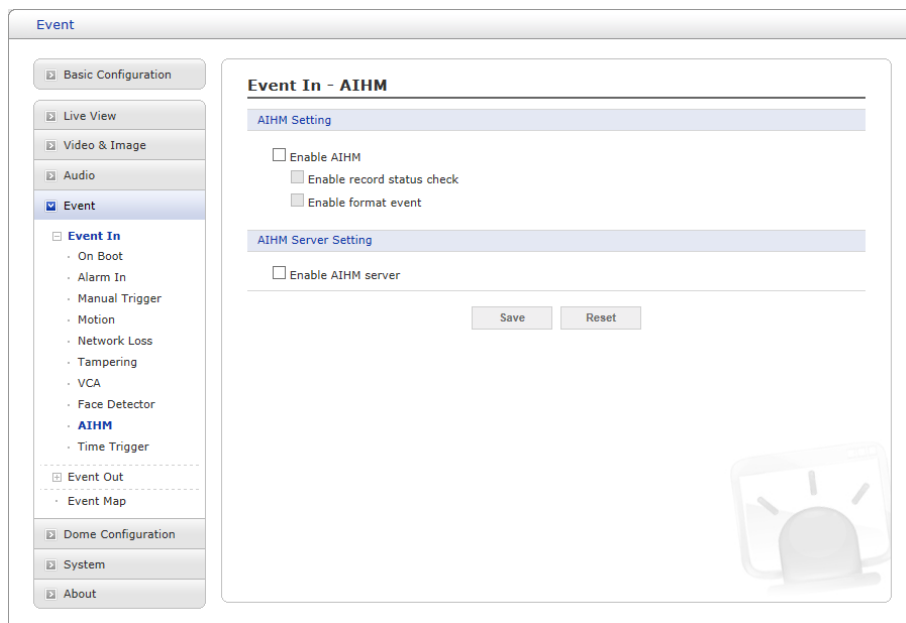 Event
Basic Configuration
Live View
Video & Image
Audio
Event
Event In
On Boot
Alarm In
Manual Trigger
Motion
Network Loss
Tampering
VCA
Face Detector
AIHM
Time Trigger
Event Out
Event Map
Dome Configuration
System
About
Event In - AIHM
AIHM Setting
Enable AIHM
Enable record status check
Enable format event
AIHM Server Setting
Enable AIHM server
Save Reset